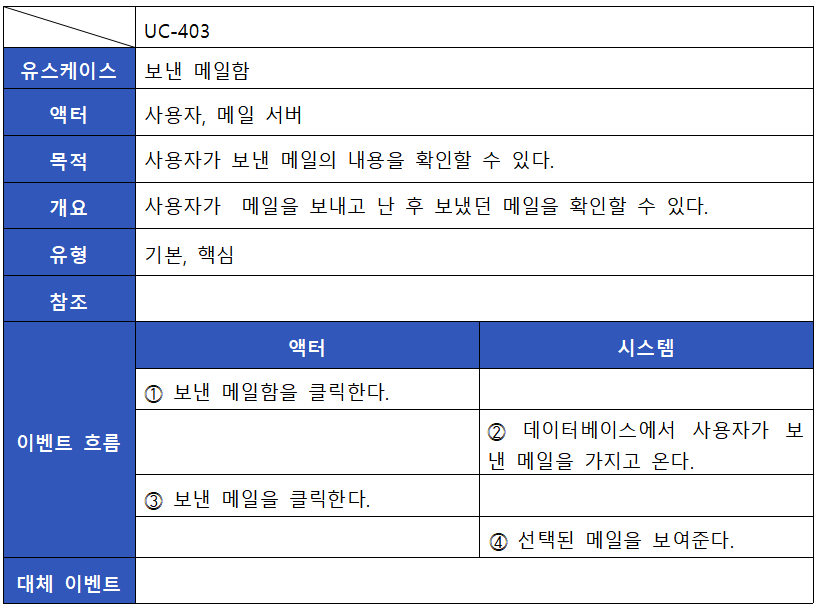 UC-403
유스케이스 보낸 메일함
액터 사용자, 메일 서버
목적 사용자가 보낸 메일의 내용을 확인할 수 있다.
개요 사용자가 메일을 보내고 난 후 보냈던 메일을 확인할 수 있다.
유형 기본, 핵심
참조
이벤트 흐름
액터 시스템
① 보낸 메일함을 클릭한다.
② 데이터베이스에서 사용자가 보
낸 메일을 가지고 온다.
③ 보낸 메일을 클릭한다.
④ 선택된 메일을 보여준다.
대체 이벤트